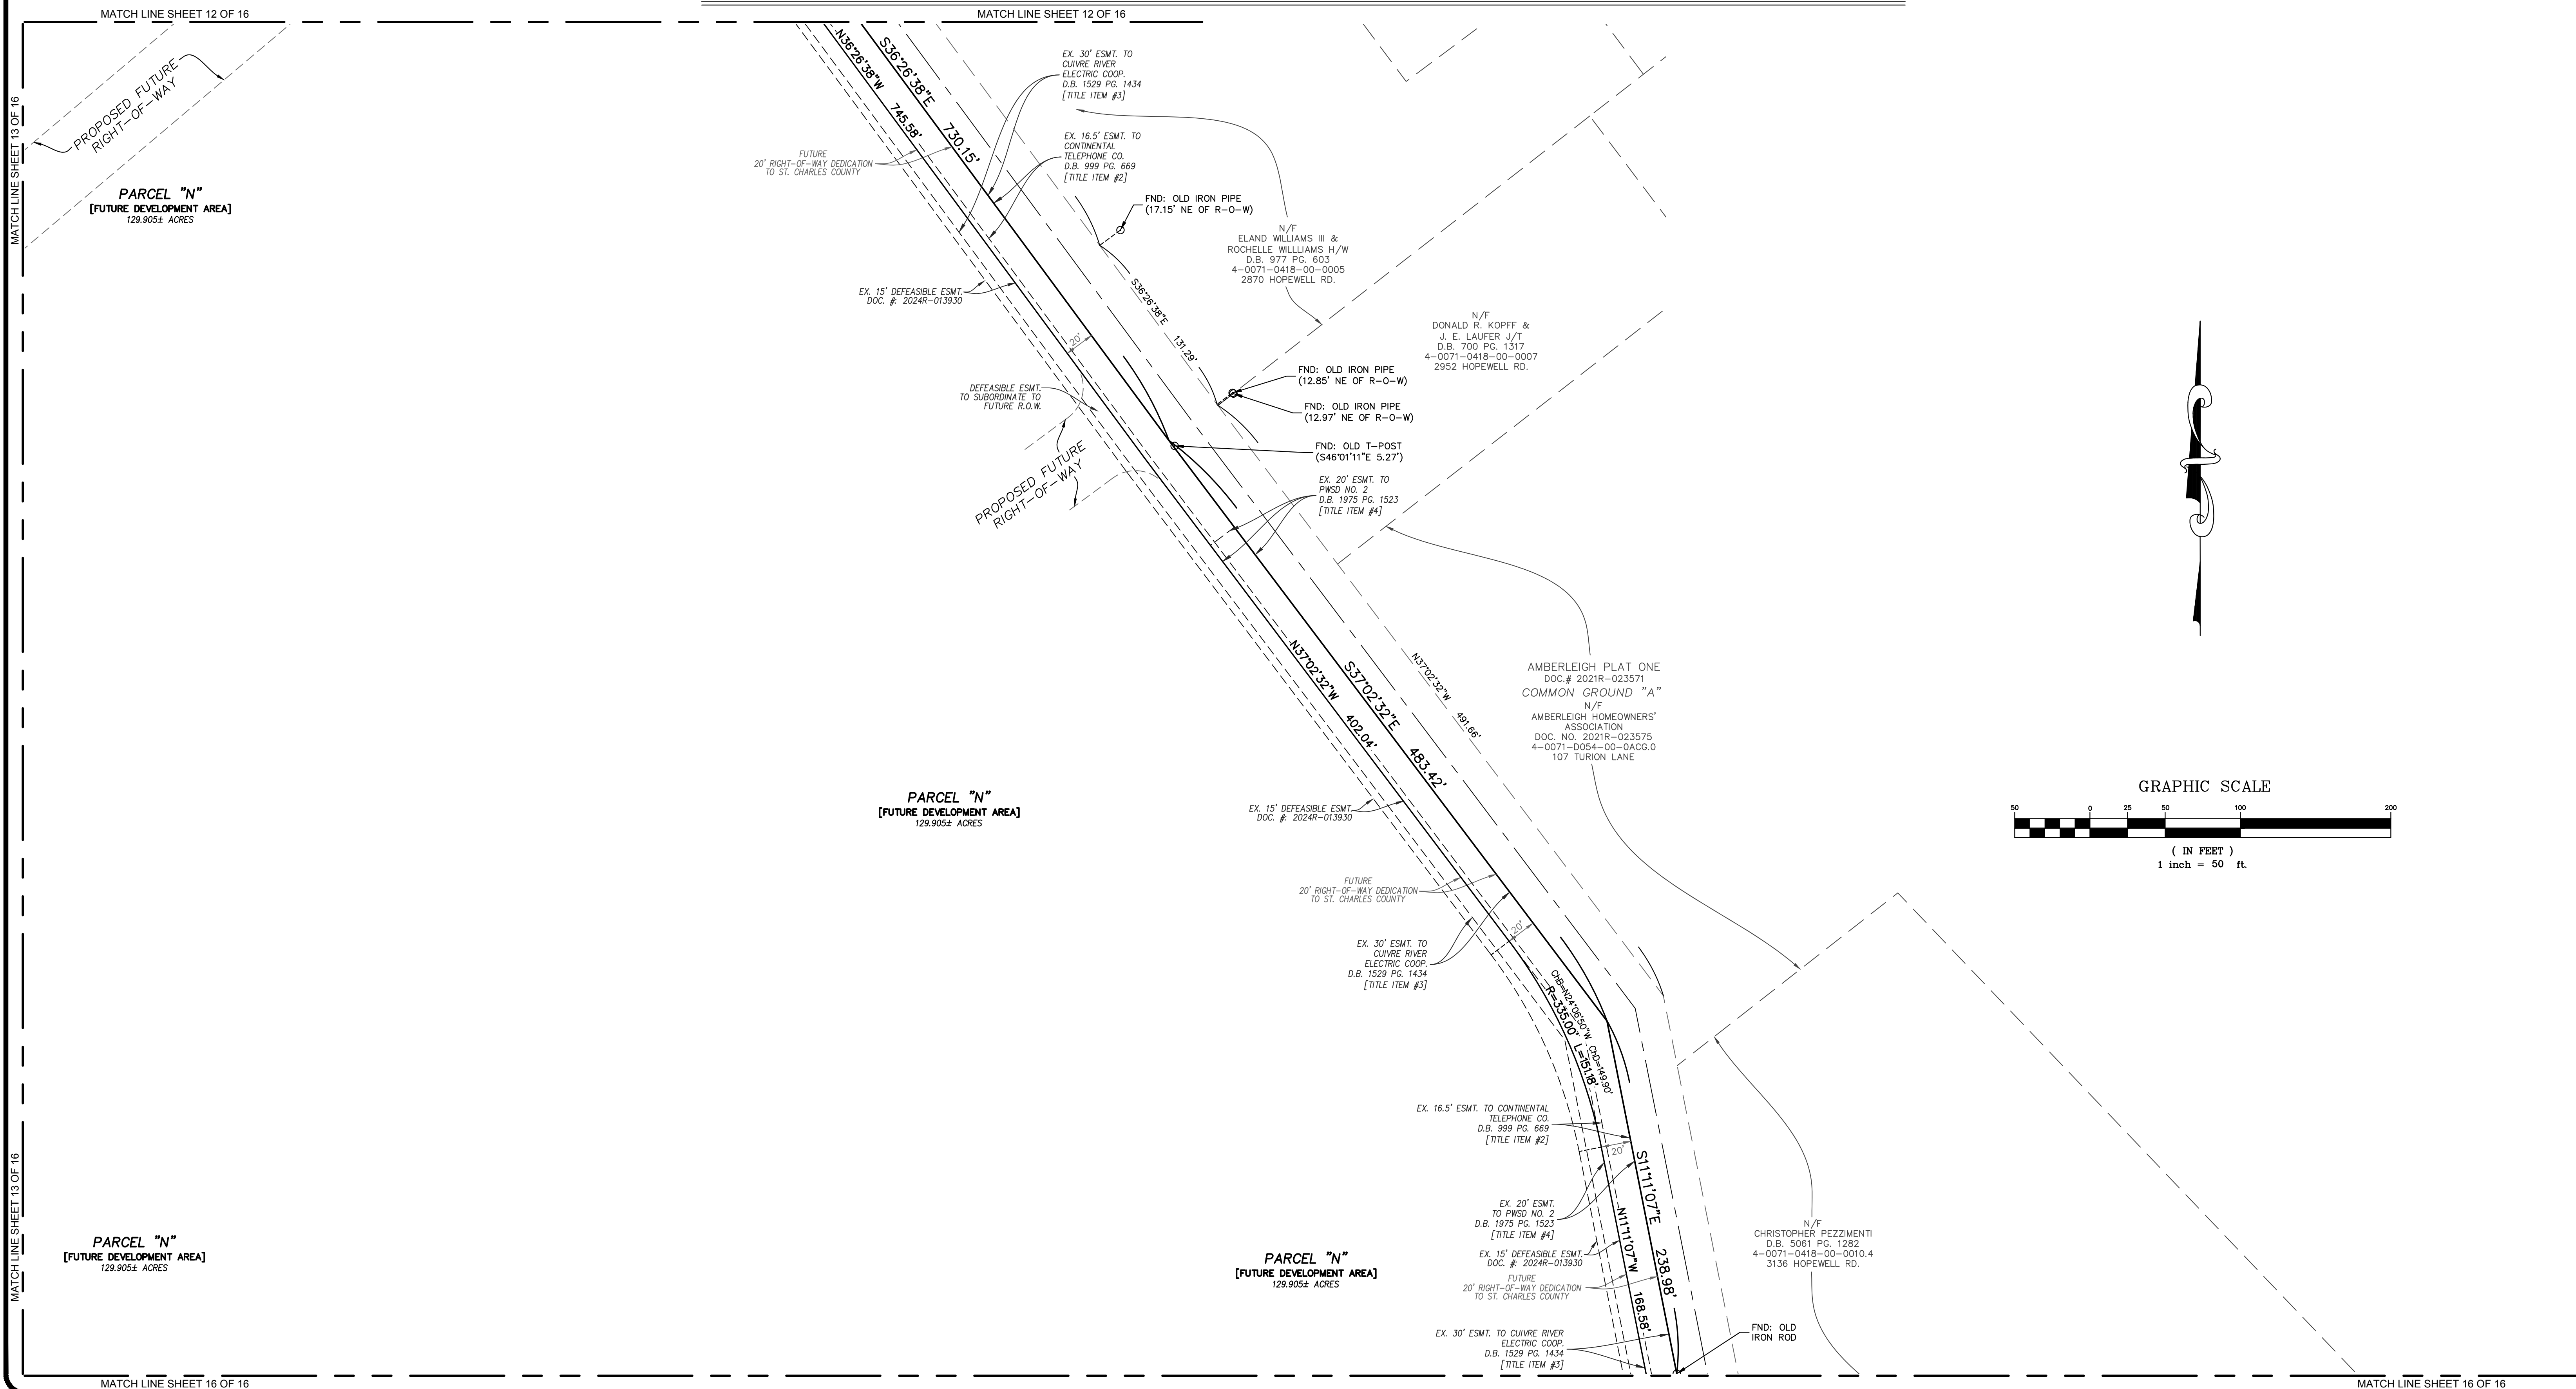 MATCH LINE SHEET 12 OF 16
MATCH LINE SHEET 12 OF 16
MATCH LINE SHEET 13 OF 16
PROPOSED FUTURE
RIGHT-OF-WAY
PARCEL "N"
[FUTURE DEVELOPMENT AREA]
129.905± ACRES
N36°26'38"W 745.58'
S36°26'38"E 730.15'
EX. 30' ESMT. TO
CUIVRE RIVER
ELECTRIC COOP.
D.B. 1529 PG. 1434
[TITLE ITEM #3]
EX. 16.5' ESMT. TO
CONTINENTAL
TELEPHONE CO.
D.B. 999 PG. 669
[TITLE ITEM #2]
FUTURE
20' RIGHT-OF-WAY DEDICATION
TO ST. CHARLES COUNTY
FND: OLD IRON PIPE
(17.15' NE OF R-O-W)
N/F
ELAND WILLIAMS III &
ROCHELLE WILLLIAMS H/W
D.B. 977 PG. 603
4-0071-0418-00-0005
2870 HOPEWELL RD.
EX. 15' DEFEASIBLE ESMT.
DOC. #: 2024R-013930
S36°26'38"E 131.29'
20'
N/F
DONALD R. KOPFF &
J. E. LAUFER J/T
D.B. 700 PG. 1317
4-0071-0418-00-0007
2952 HOPEWELL RD.
FND: OLD IRON PIPE
(12.85' NE OF R-O-W)
FND: OLD IRON PIPE
(12.97' NE OF R-O-W)
DEFEASIBLE ESMT.
TO SUBORDINATE TO
FUTURE R.O.W.
FND: OLD T-POST
(S46°01'11"E 5.27')
PROPOSED FUTURE
RIGHT-OF-WAY
EX. 20' ESMT. TO
PWSD NO. 2
D.B. 1975 PG. 1523
[TITLE ITEM #4]
N37°02'32"W 402.04'
S37°02'32"E 483.42'
N37°02'32"W 491.66'
AMBERLEIGH PLAT ONE
DOC.# 2021R-023571
COMMON GROUND "A"
N/F
AMBERLEIGH HOMEOWNERS'
ASSOCIATION
DOC. NO. 2021R-023575
4-0071-D054-00-0ACG.0
107 TURION LANE
GRAPHIC SCALE
50 0 25 50 100 200
( IN FEET )
1 inch = 50 ft.
PARCEL "N"
[FUTURE DEVELOPMENT AREA]
129.905± ACRES
EX. 15' DEFEASIBLE ESMT.
DOC. #: 2024R-013930
FUTURE
20' RIGHT-OF-WAY DEDICATION
TO ST. CHARLES COUNTY
20'
EX. 30' ESMT. TO
CUIVRE RIVER
ELECTRIC COOP.
D.B. 1529 PG. 1434
[TITLE ITEM #3]
ChB=N24°06'50"W ChD=149.90'
R=335.00' L=151.18'
EX. 16.5' ESMT. TO CONTINENTAL
TELEPHONE CO.
D.B. 999 PG. 669
[TITLE ITEM #2]
20'
S11°11'07"E 238.98'
N11°11'07"W 168.58'
EX. 20' ESMT.
TO PWSD NO. 2
D.B. 1975 PG. 1523
[TITLE ITEM #4]
EX. 15' DEFEASIBLE ESMT.
DOC. #: 2024R-013930
FUTURE
20' RIGHT-OF-WAY DEDICATION
TO ST. CHARLES COUNTY
EX. 30' ESMT. TO CUIVRE RIVER
ELECTRIC COOP.
D.B. 1529 PG. 1434
[TITLE ITEM #3]
FND: OLD
IRON ROD
N/F
CHRISTOPHER PEZZIMENTI
D.B. 5061 PG. 1282
4-0071-0418-00-0010.4
3136 HOPEWELL RD.
PARCEL "N"
[FUTURE DEVELOPMENT AREA]
129.905± ACRES
PARCEL "N"
[FUTURE DEVELOPMENT AREA]
129.905± ACRES
MATCH LINE SHEET 13 OF 16
MATCH LINE SHEET 16 OF 16
MATCH LINE SHEET 16 OF 16